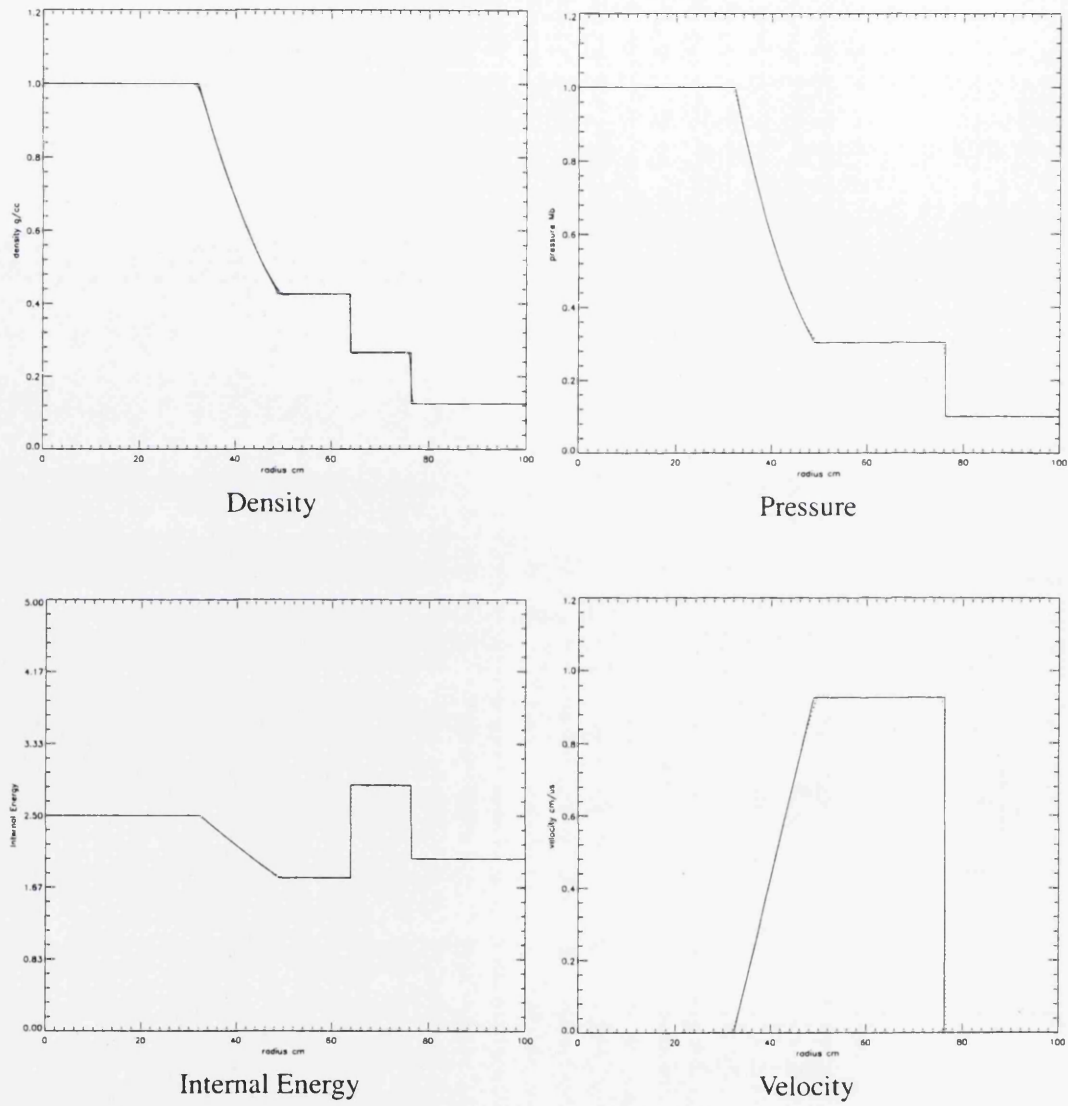 1.2
1.0
0.8
0.6
0.4
0.2
0.0
density g/cc
0 20 40 60 80 100
radius cm
Density
1.2
1.0
0.8
0.6
0.4
0.2
0.0
pressure Mb
0 20 40 60 80 100
radius cm
Pressure
5.00
4.17
3.33
2.50
1.67
0.83
0.00
Internal Energy
0 20 40 60 80 100
radius cm
Internal Energy
1.2
1.0
0.8
0.6
0.4
0.2
0.0
velocity cm/us
0 20 40 60 80 100
radius cm
Velocity